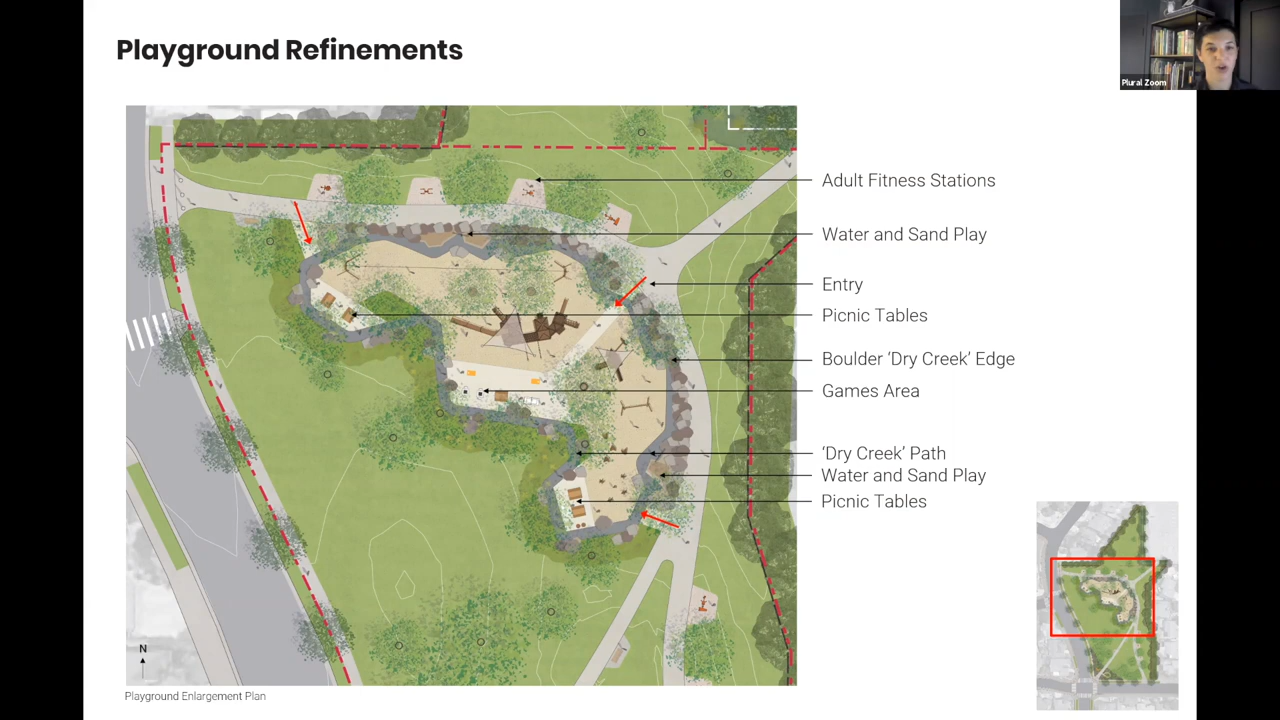 Playground Refinements
Plural Zoom
Adult Fitness Stations
Water and Sand Play
Entry
Picnic Tables
Boulder ‘Dry Creek’ Edge
Games Area
‘Dry Creek’ Path
Water and Sand Play
Picnic Tables
N
Playground Enlargement Plan